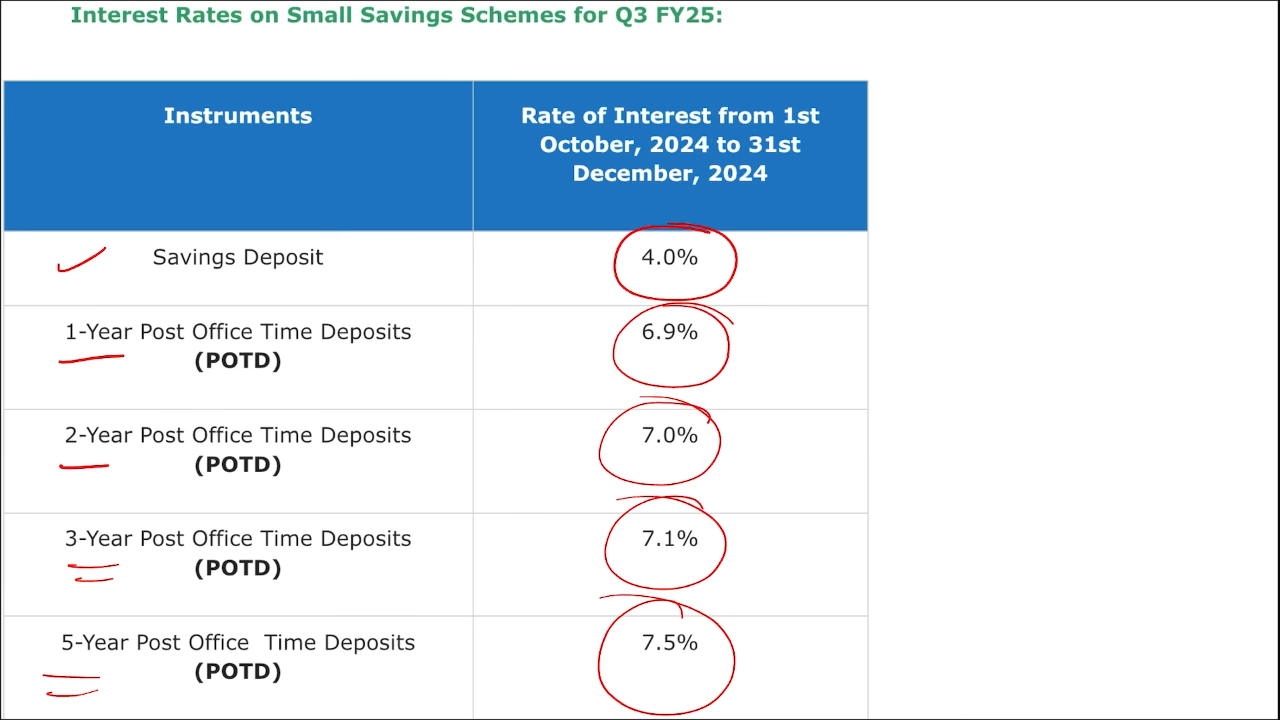 Interest Rates on Small Savings Schemes for Q3 FY25:
Instruments
Rate of Interest from 1st
October, 2024 to 31st
December, 2024
Savings Deposit
4.0%
1-Year Post Office Time Deposits
(POTD)
6.9%
2-Year Post Office Time Deposits
(POTD)
7.0%
3-Year Post Office Time Deposits
(POTD)
7.1%
5-Year Post Office  Time Deposits
(POTD)
7.5%